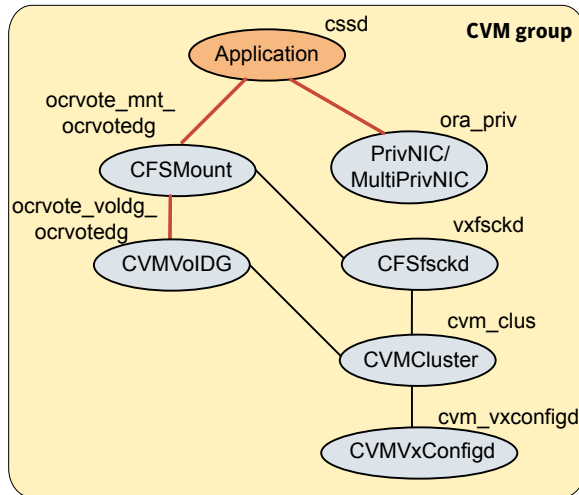 cssd
CVM group
Application
ocrvote_mnt_
ocrvotedg
ora_priv
CFSMount
PrivNIC/
MultiPrivNIC
ocrvote_voldg_
ocrvotedg
vxfsckd
CVMVolDG
CFSfsckd
cvm_clus
CVMCluster
cvm_vxconfigd
CVMVxConfigd